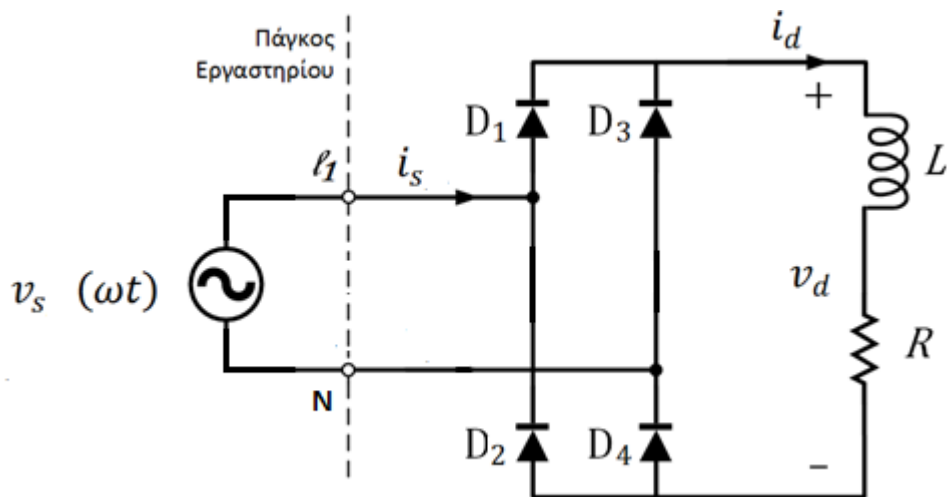 Πάγκος
Εργαστηρίου
i_d
+
D₁
D₃
ℓ₁
i_s
L
v_s (ωt)
v_d
R
N
D₂
D₄
−